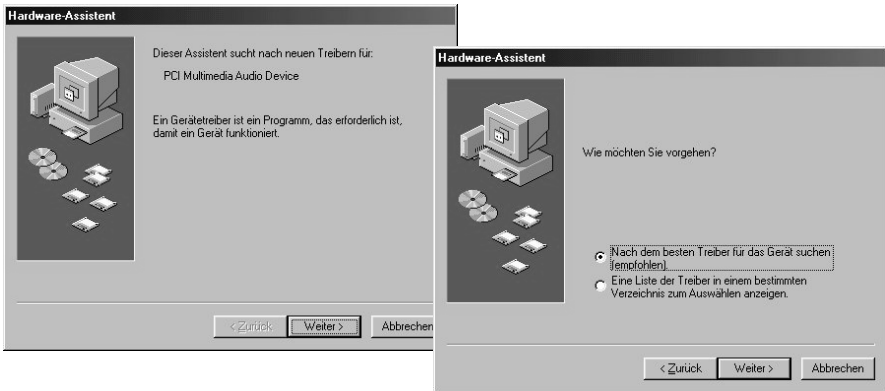 Hardware-Assistent
Dieser Assistent sucht nach neuen Treibern für:
PCI Multimedia Audio Device
Ein Gerätetreiber ist ein Programm, das erforderlich ist,
damit ein Gerät funktioniert.
< Zurück
Weiter >
Abbrechen
Hardware-Assistent
Wie möchten Sie vorgehen?
Nach dem besten Treiber für das Gerät suchen
(empfohlen).
Eine Liste der Treiber in einem bestimmten
Verzeichnis zum Auswählen anzeigen.
< Zurück
Weiter >
Abbrechen